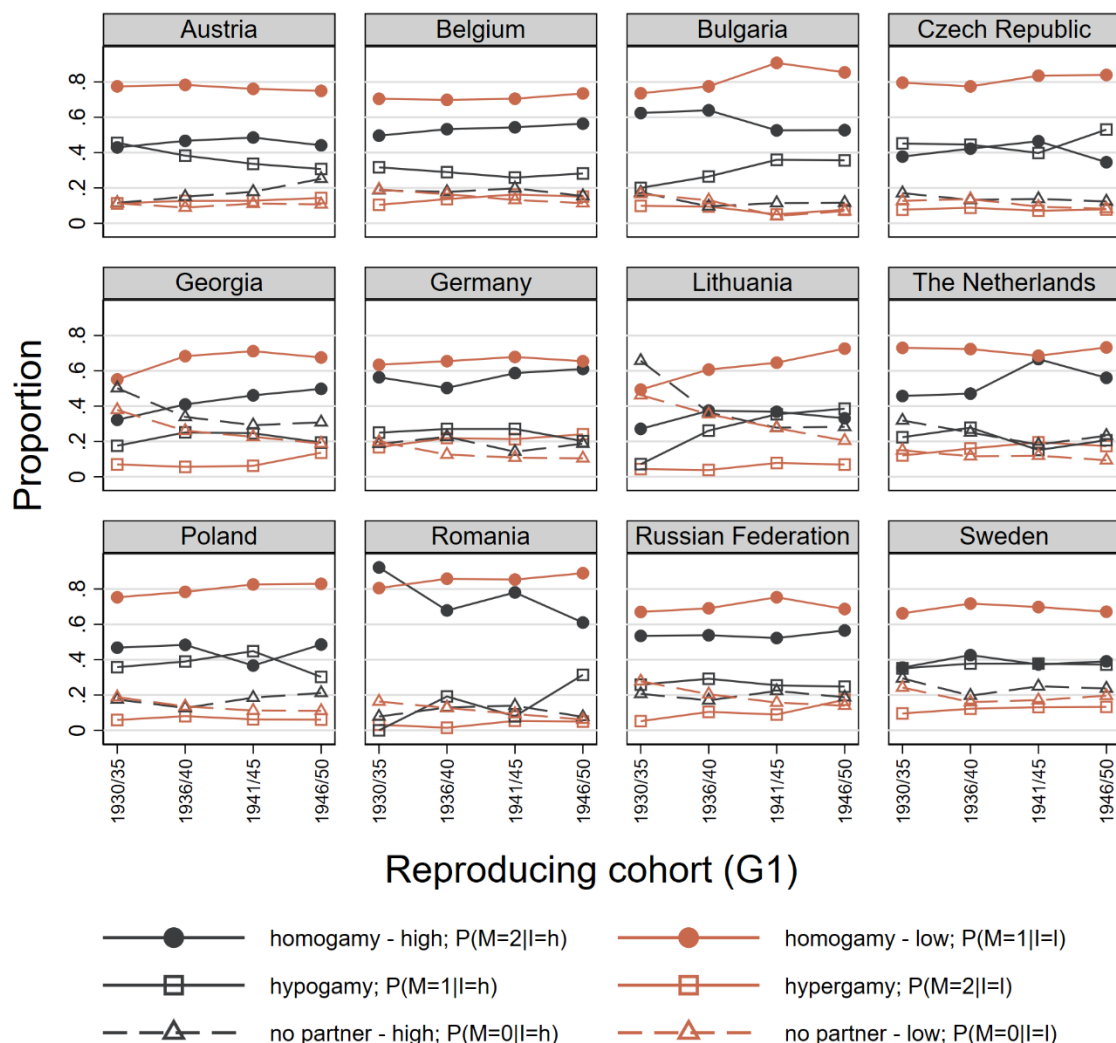 Austria
Belgium
Bulgaria
Czech Republic
0 .2 .4 .6 .8
Georgia
Germany
Lithuania
The Netherlands
0 .2 .4 .6 .8
Poland
Romania
Russian Federation
Sweden
0 .2 .4 .6 .8
Proportion
1930/35 1936/40 1941/45 1946/50
1930/35 1936/40 1941/45 1946/50
1930/35 1936/40 1941/45 1946/50
1930/35 1936/40 1941/45 1946/50
Reproducing cohort (G1)
homogamy - high; P(M=2|I=h)
homogamy - low; P(M=1|I=l)
hypogamy; P(M=1|I=h)
hypergamy; P(M=2|I=l)
no partner - high; P(M=0|I=h)
no partner - low; P(M=0|I=l)